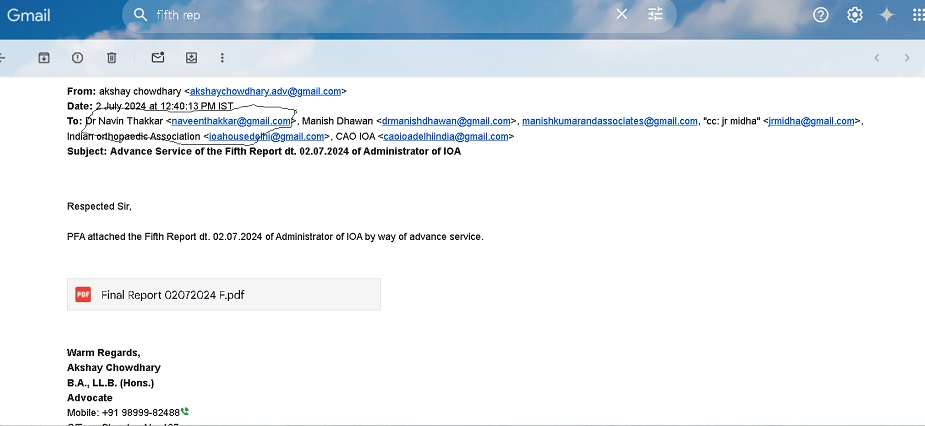 Gmail
fifth rep
From: akshay chowdhary <akshaychowdhary.adv@gmail.com>
Date: 2 July 2024 at 12:40:13 PM IST
To: Dr Navin Thakkar <naveenthakkar@gmail.com>, Manish Dhawan <drmanishdhawan@gmail.com>, manishkumarandassociates@gmail.com, "cc: jr midha" <jrmidha@gmail.com>,
Indian orthopaedic Association <ioahousedelhi@gmail.com>, CAO IOA <caoioadelhiindia@gmail.com>
Subject: Advance Service of the Fifth Report dt. 02.07.2024 of Administrator of IOA
Respected Sir,
PFA attached the Fifth Report dt. 02.07.2024 of Administrator of IOA by way of advance service.
PDF Final Report 02072024 F.pdf
Warm Regards,
Akshay Chowdhary
B.A., LL.B. (Hons.)
Advocate
Mobile: +91 98999-82488